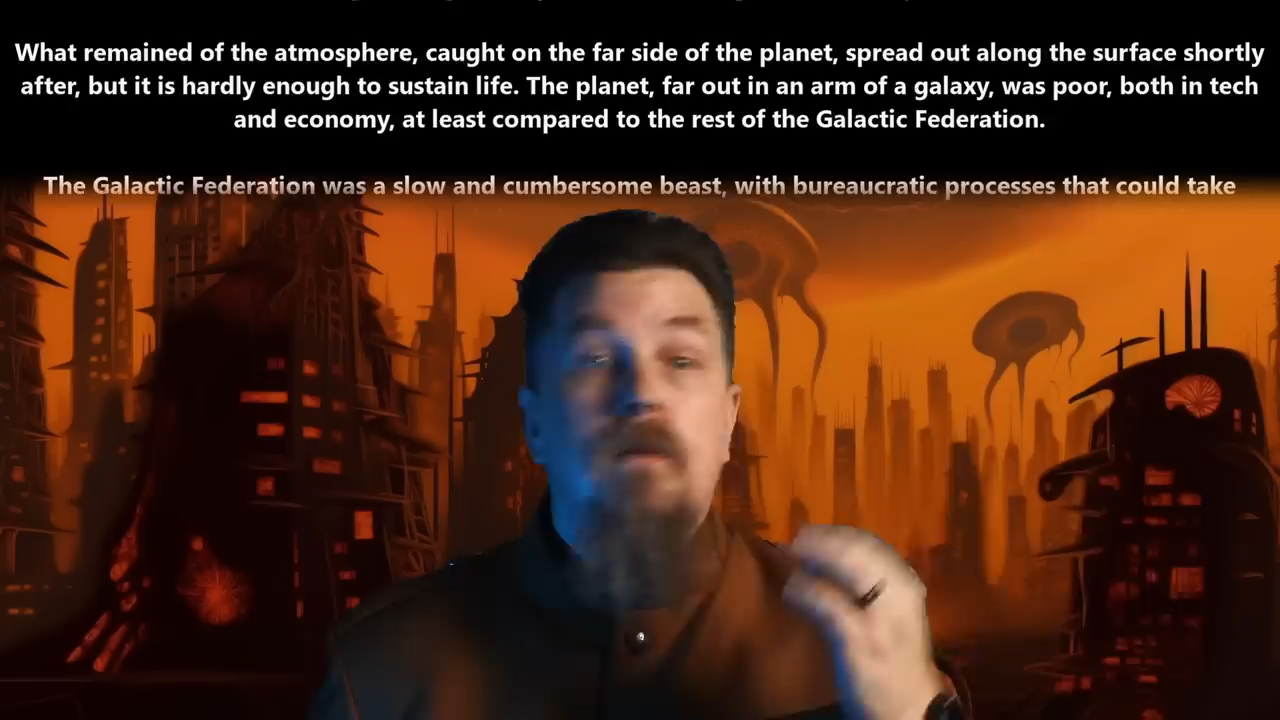 What remained of the atmosphere, caught on the far side of the planet, spread out along the surface shortly
after, but it is hardly enough to sustain life. The planet, far out in an arm of a galaxy, was poor, both in tech
and economy, at least compared to the rest of the Galactic Federation.
The Galactic Federation was a slow and cumbersome beast, with bureaucratic processes that could take